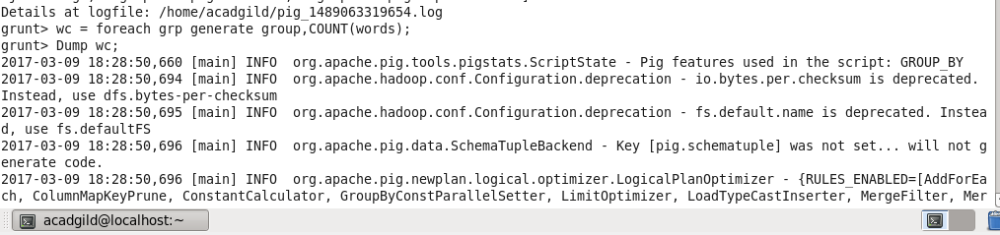 Details at logfile: /home/acadgild/pig_1489063319654.log
grunt> wc = foreach grp generate group,COUNT(words);
grunt> Dump wc;
2017-03-09 18:28:50,660 [main] INFO  org.apache.pig.tools.pigstats.ScriptState - Pig features used in the script: GROUP_BY
2017-03-09 18:28:50,694 [main] INFO  org.apache.hadoop.conf.Configuration.deprecation - io.bytes.per.checksum is deprecated.
Instead, use dfs.bytes-per-checksum
2017-03-09 18:28:50,695 [main] INFO  org.apache.hadoop.conf.Configuration.deprecation - fs.default.name is deprecated. Instea
d, use fs.defaultFS
2017-03-09 18:28:50,696 [main] INFO  org.apache.pig.data.SchemaTupleBackend - Key [pig.schematuple] was not set... will not g
enerate code.
2017-03-09 18:28:50,696 [main] INFO  org.apache.pig.newplan.logical.optimizer.LogicalPlanOptimizer - {RULES_ENABLED=[AddForEa
ch, ColumnMapKeyPrune, ConstantCalculator, GroupByConstParallelSetter, LimitOptimizer, LoadTypeCastInserter, MergeFilter, Mer
acadgild@localhost:~